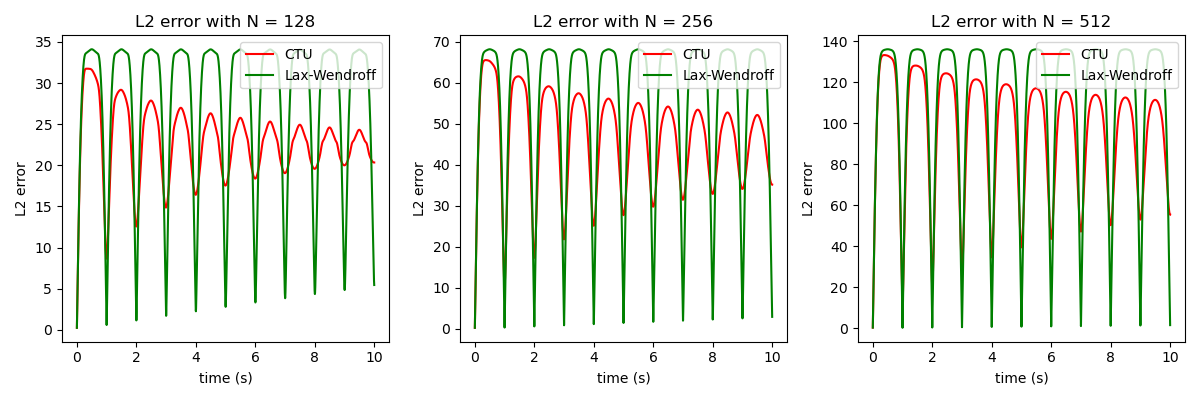 L2 error with N = 128
L2 error
35
30
25
20
15
10
5
0
0 2 4 6 8 10
time (s)
CTU
Lax-Wendroff
L2 error with N = 256
L2 error
70
60
50
40
30
20
10
0
0 2 4 6 8 10
time (s)
CTU
Lax-Wendroff
L2 error with N = 512
L2 error
140
120
100
80
60
40
20
0
0 2 4 6 8 10
time (s)
CTU
Lax-Wendroff